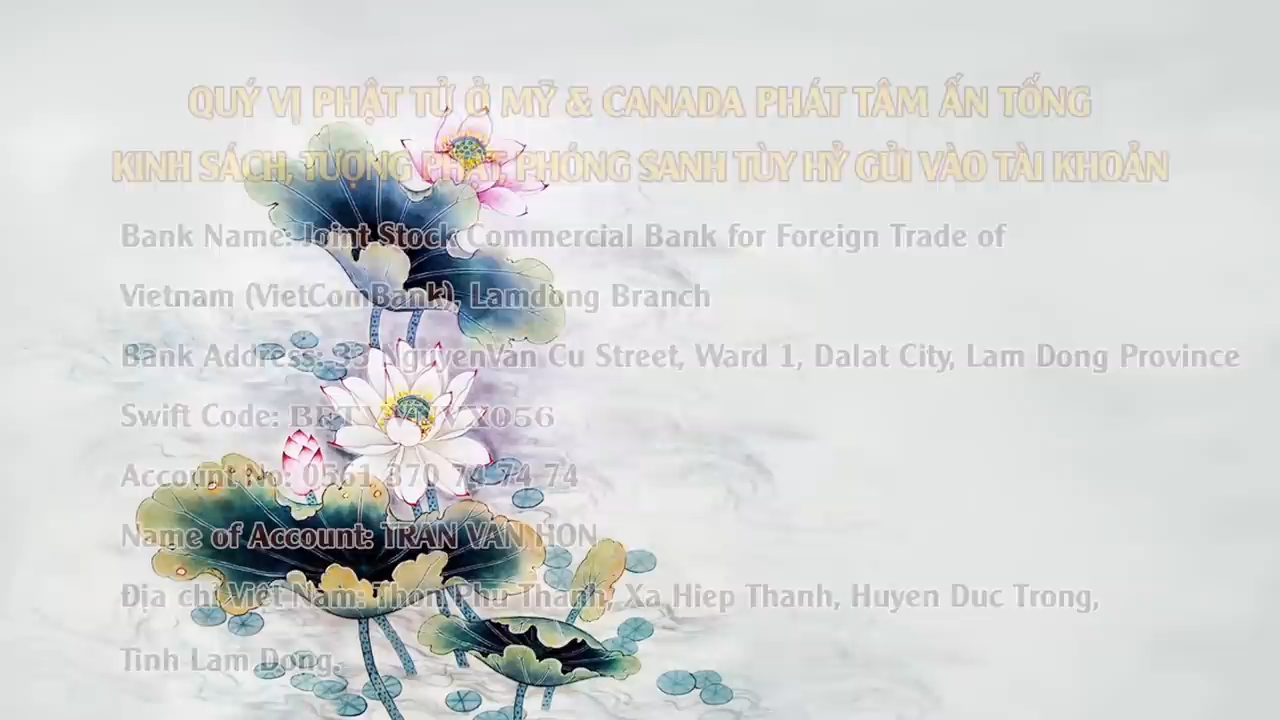 QUÝ VỊ PHẬT TỬ Ở MỸ & CANADA PHÁT TÂM ẤN TỐNG
KINH SÁCH, TƯỢNG PHẬT, PHÓNG SANH TÙY HỶ GỬI VÀO TÀI KHOẢN
Bank Name: Joint Stock Commercial Bank for Foreign Trade of
Vietnam (VietComBank) Lamdong Branch
Bank Address: 33 NguyenVan Cu Street, Ward 1, Dalat City, Lam Dong Province
Swift Code: BFTVVNVX056
Account No: 0561 370 74 74 74
Name of Account: TRAN VAN HON
Địa chỉ Việt Nam: Thon Phu Thanh, Xa Hiep Thanh, Huyen Duc Trong,
Tinh Lam Dong.